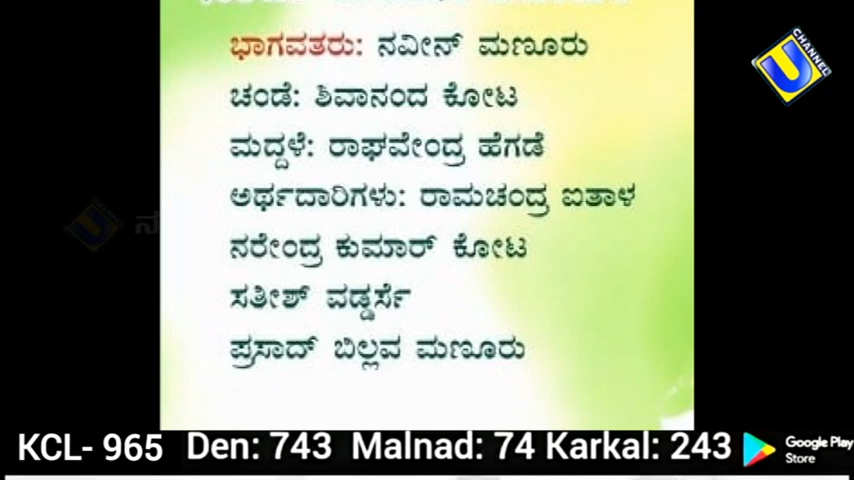 ಭಾಗವತರು: ನವೀನ್ ಮಣೂರು
ಚಂಡೆ: ಶಿವಾನಂದ ಕೋಟ
ಮದ್ದಳೆ: ರಾಘವೇಂದ್ರ ಹೆಗಡೆ
ಅರ್ಥದಾರಿಗಳು: ರಾಮಚಂದ್ರ ಐತಾಳ
ನರೇಂದ್ರ ಕುಮಾರ್ ಕೋಟ
ಸತೀಶ್ ವಡ್ಡರ್ಸೆ
ಪ್ರಸಾದ್ ಬಿಲ್ಲವ ಮಣೂರು
U CHANNEL
KCL- 965 Den: 743 Malnad: 74 Karkal: 243
Google Play
Store